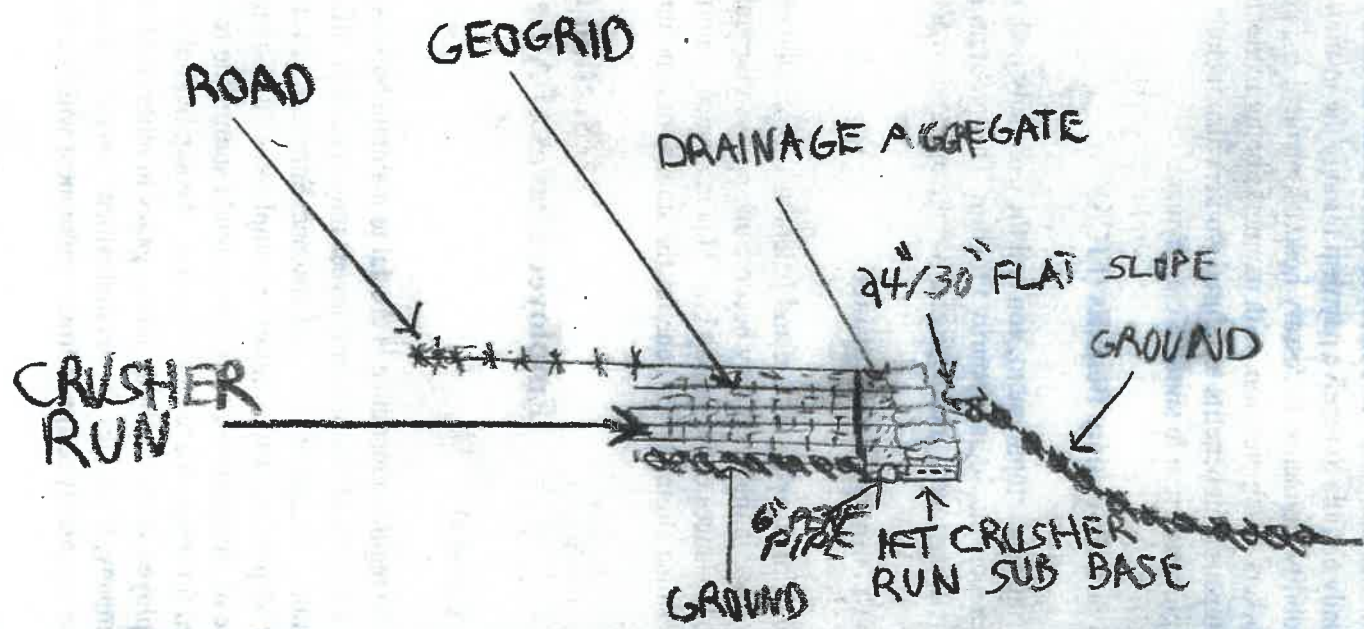 GEOGRID
ROAD
DRAINAGE AGGREGATE
24"/30" FLAT SLOPE
GROUND
CRUSHER
RUN
6"
PIPE
1FT CRUSHER
RUN SUB BASE
GROUND